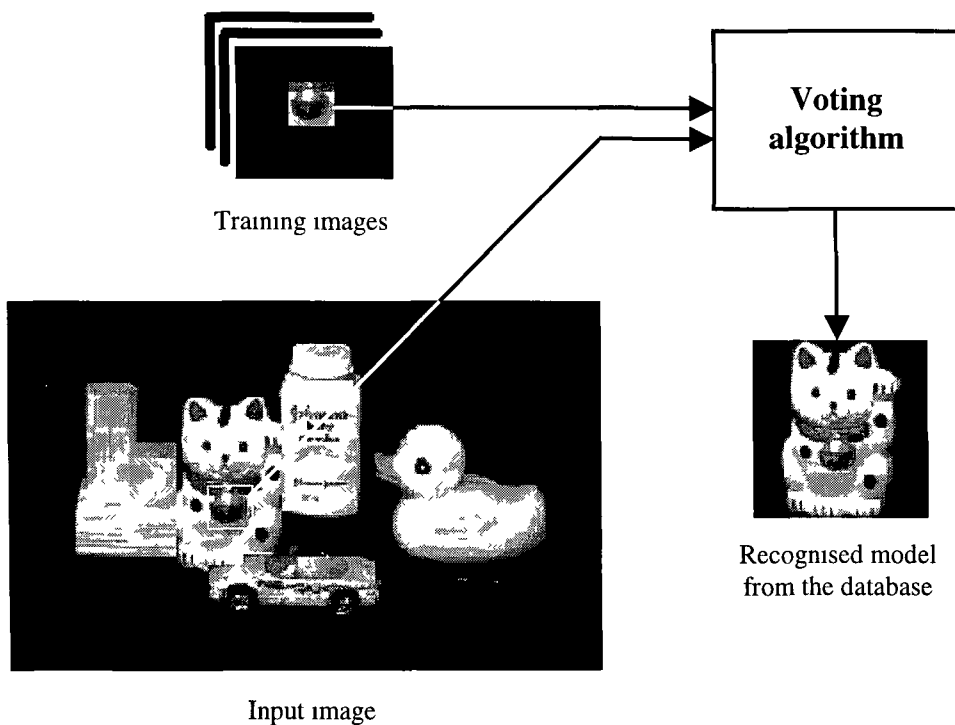 Voting
algorithm
Training images
Recognised model
from the database
Input image